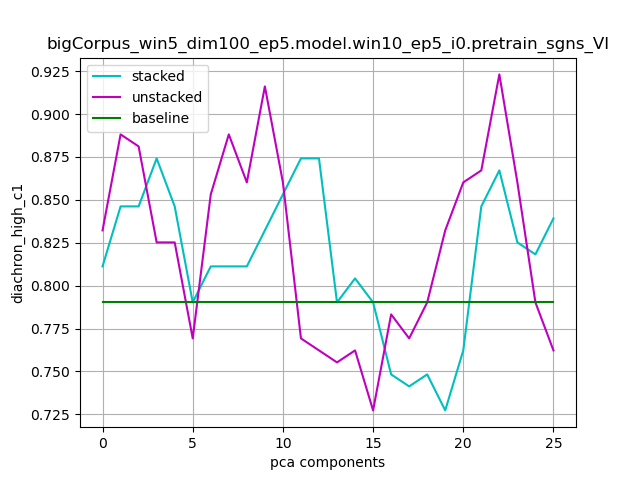 bigCorpus_win5_dim100_ep5.model.win10_ep5_i0.pretrain_sgns_VI
stacked
unstacked
baseline
diachron_high_c1
0.925
0.900
0.875
0.850
0.825
0.800
0.775
0.750
0.725
0 5 10 15 20 25
pca components